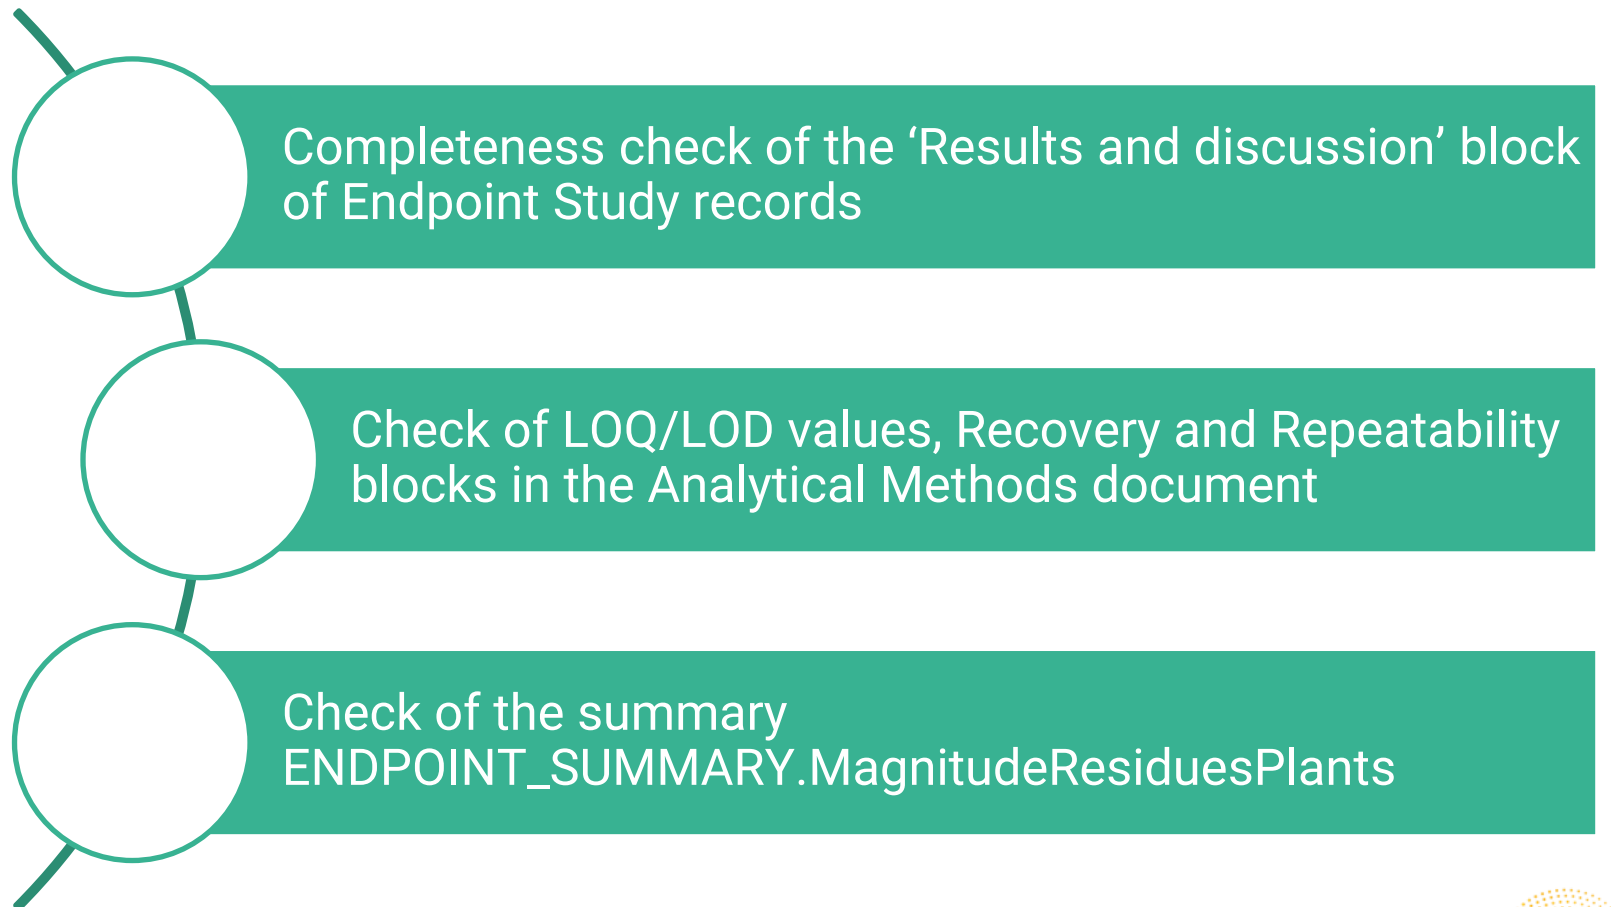 Completeness check of the ‘Results and discussion’ block
of Endpoint Study records
Check of LOQ/LOD values, Recovery and Repeatability
blocks in the Analytical Methods document
Check of the summary
ENDPOINT_SUMMARY.MagnitudeResiduesPlants